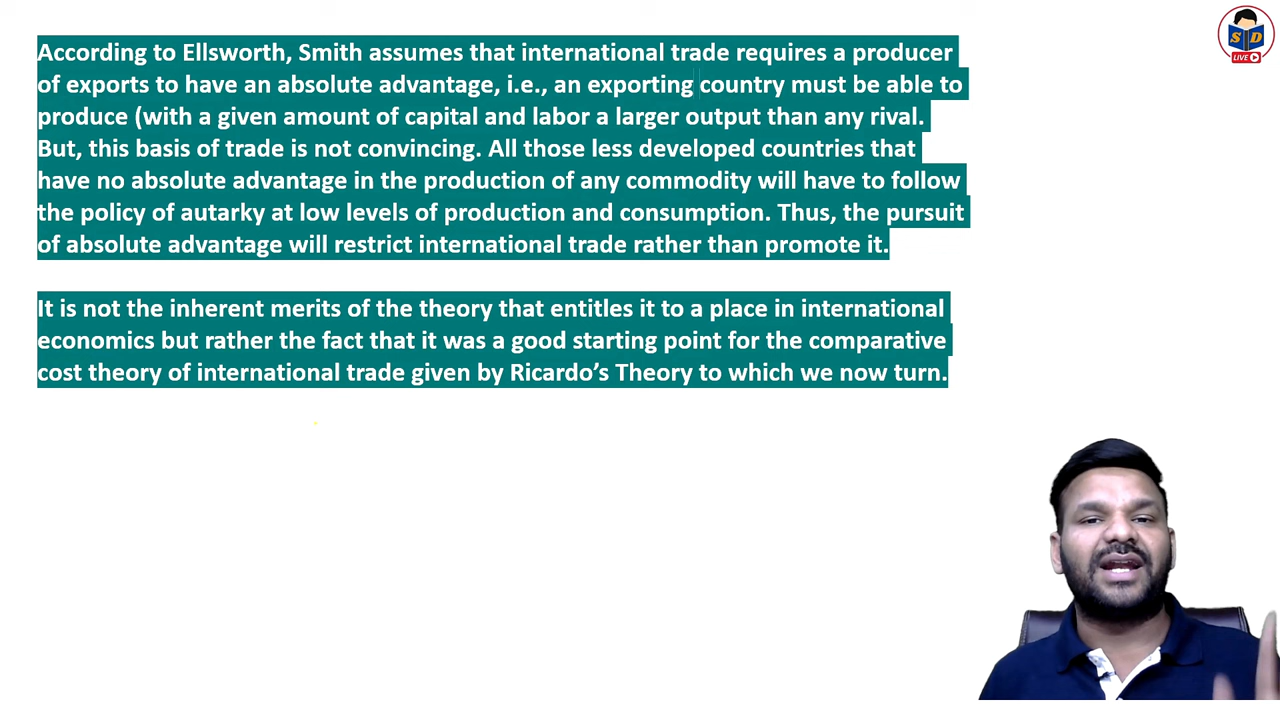 According to Ellsworth, Smith assumes that international trade requires a producer
of exports to have an absolute advantage, i.e., an exporting country must be able to
produce (with a given amount of capital and labor a larger output than any rival.
But, this basis of trade is not convincing. All those less developed countries that
have no absolute advantage in the production of any commodity will have to follow
the policy of autarky at low levels of production and consumption. Thus, the pursuit
of absolute advantage will restrict international trade rather than promote it.
It is not the inherent merits of the theory that entitles it to a place in international
economics but rather the fact that it was a good starting point for the comparative
cost theory of international trade given by Ricardo’s Theory to which we now turn.
S D
LIVE